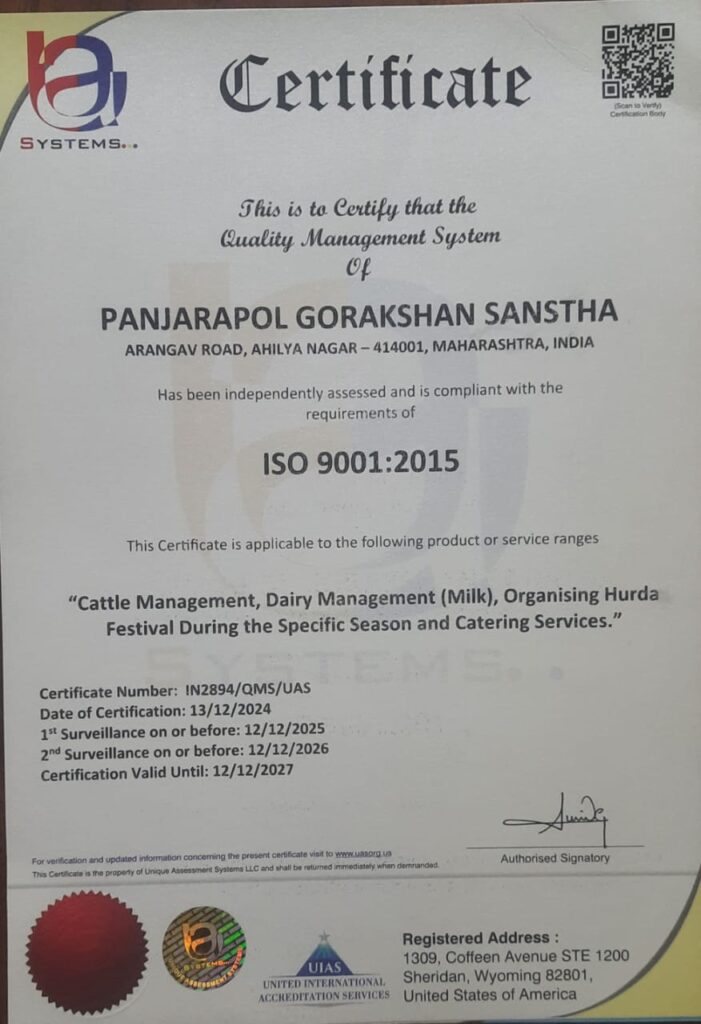 SYSTEMS...
Certificate
(Scan to Verify)
Certification Body
This is to Certify that the
Quality Management System
Of
PANJARAPOL GORAKSHAN SANSTHA
ARANGAV ROAD, AHILYA NAGAR – 414001, MAHARASHTRA, INDIA
Has been independently assessed and is compliant with the
requirements of
ISO 9001:2015
This Certificate is applicable to the following product or service ranges
“Cattle Management, Dairy Management (Milk), Organising Hurda
Festival During the Specific Season and Catering Services.”
SYSTEMS...
Certificate Number: IN2894/QMS/UAS
Date of Certification: 13/12/2024
1st Surveillance on or before: 12/12/2025
2nd Surveillance on or before: 12/12/2026
Certification Valid Until: 12/12/2027
Authorised Signatory
For verification and updated information concerning the present certificate visit to www.uasorg.us
This Certificate is the property of Unique Assessment Systems LLC and shall be returned immediately when demnanded.
SYSTEMS...
UNIQUE ASSESSMENT SYSTEMS
UIAS
UNITED INTERNATIONAL
ACCREDITATION SERVICES
Registered Address :
1309, Coffeen Avenue STE 1200
Sheridan, Wyoming 82801,
United States of America